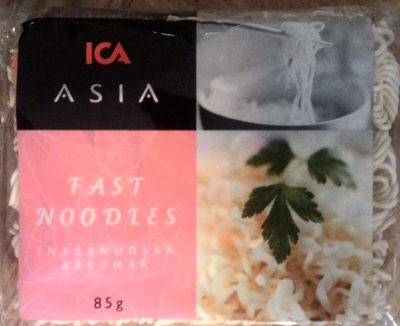 ICA
ASIA
FAST
NOODLES
SNABBNUDLAR
RÄKSMAK
85g